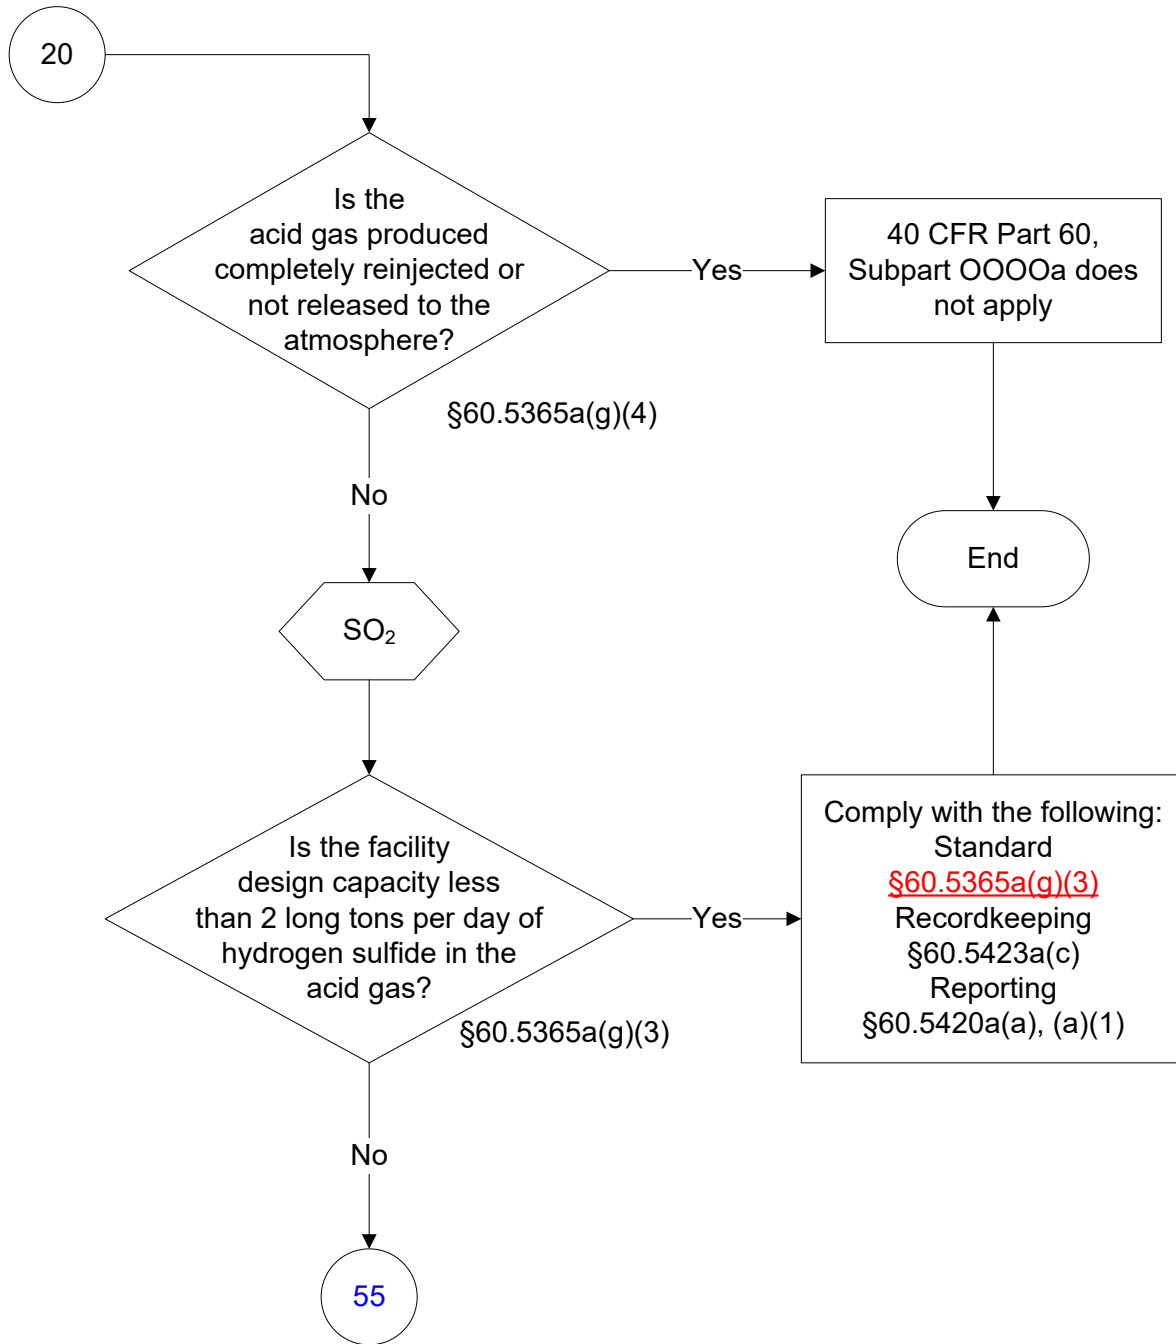 20
Is the
acid gas produced
completely reinjected or
not released to the
atmosphere?
Yes
40 CFR Part 60,
Subpart OOOOa does
not apply
§60.5365a(g)(4)
No
End
SO₂
Is the facility
design capacity less
than 2 long tons per day of
hydrogen sulfide in the
acid gas?
Yes
Comply with the following:
Standard
§60.5365a(g)(3)
Recordkeeping
§60.5423a(c)
Reporting
§60.5420a(a), (a)(1)
§60.5365a(g)(3)
No
55